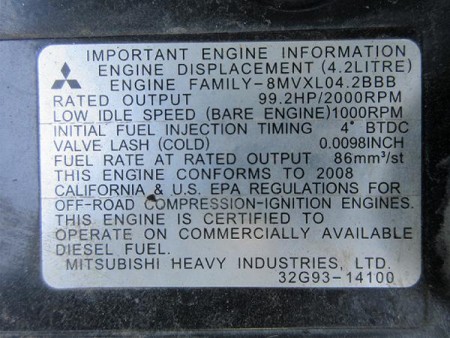 IMPORTANT ENGINE INFORMATION
ENGINE DISPLACEMENT (4.2LITRE)
ENGINE FAMILY-8MVXL04.2BBB
RATED OUTPUT 99.2HP/2000RPM
LOW IDLE SPEED (BARE ENGINE)1000RPM
INITIAL FUEL INJECTION TIMING 4° BTDC
VALVE LASH (COLD) 0.0098INCH
FUEL RATE AT RATED OUTPUT 86mm³/st
THIS ENGINE CONFORMS TO 2008
CALIFORNIA & U.S. EPA REGULATIONS FOR
OFF-ROAD COMPRESSION-IGNITION ENGINES.
THIS ENGINE IS CERTIFIED TO
OPERATE ON COMMERCIALLY AVAILABLE
DIESEL FUEL.
MITSUBISHI HEAVY INDUSTRIES, LTD.
32G93-14100